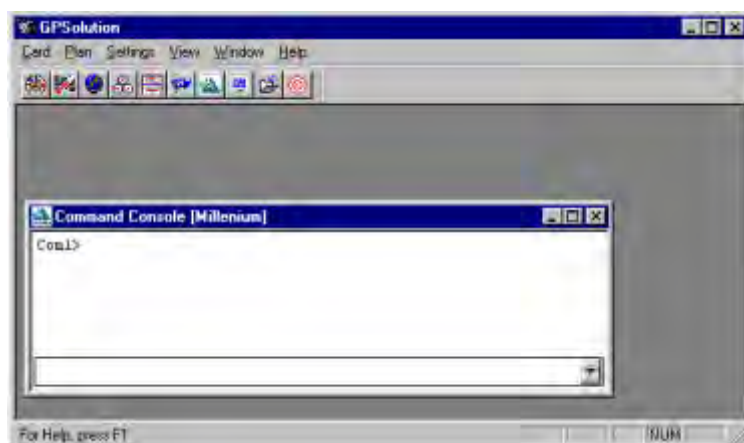 GPSolution
Card Plan Settings View Window Help
Command Console [Millenium]
Com1>
For Help, press F1
NUM